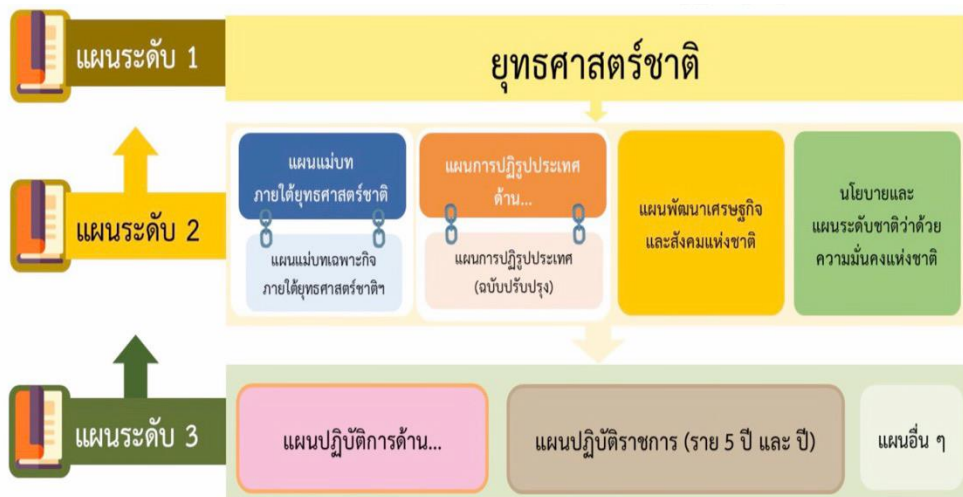 แผนระดับ 1
ยุทธศาสตร์ชาติ
แผนระดับ 2
แผนแม่บท
ภายใต้ยุทธศาสตร์ชาติ
แผนแม่บทเฉพาะกิจ
ภายใต้ยุทธศาสตร์ชาติฯ
แผนการปฏิรูปประเทศ
ด้าน...
แผนการปฏิรูปประเทศ
(ฉบับปรับปรุง)
แผนพัฒนาเศรษฐกิจ
และสังคมแห่งชาติ
นโยบายและ
แผนระดับชาติว่าด้วย
ความมั่นคงแห่งชาติ
แผนระดับ 3
แผนปฏิบัติการด้าน...
แผนปฏิบัติราชการ (ราย 5 ปี และ ปี)
แผนอื่น ๆ